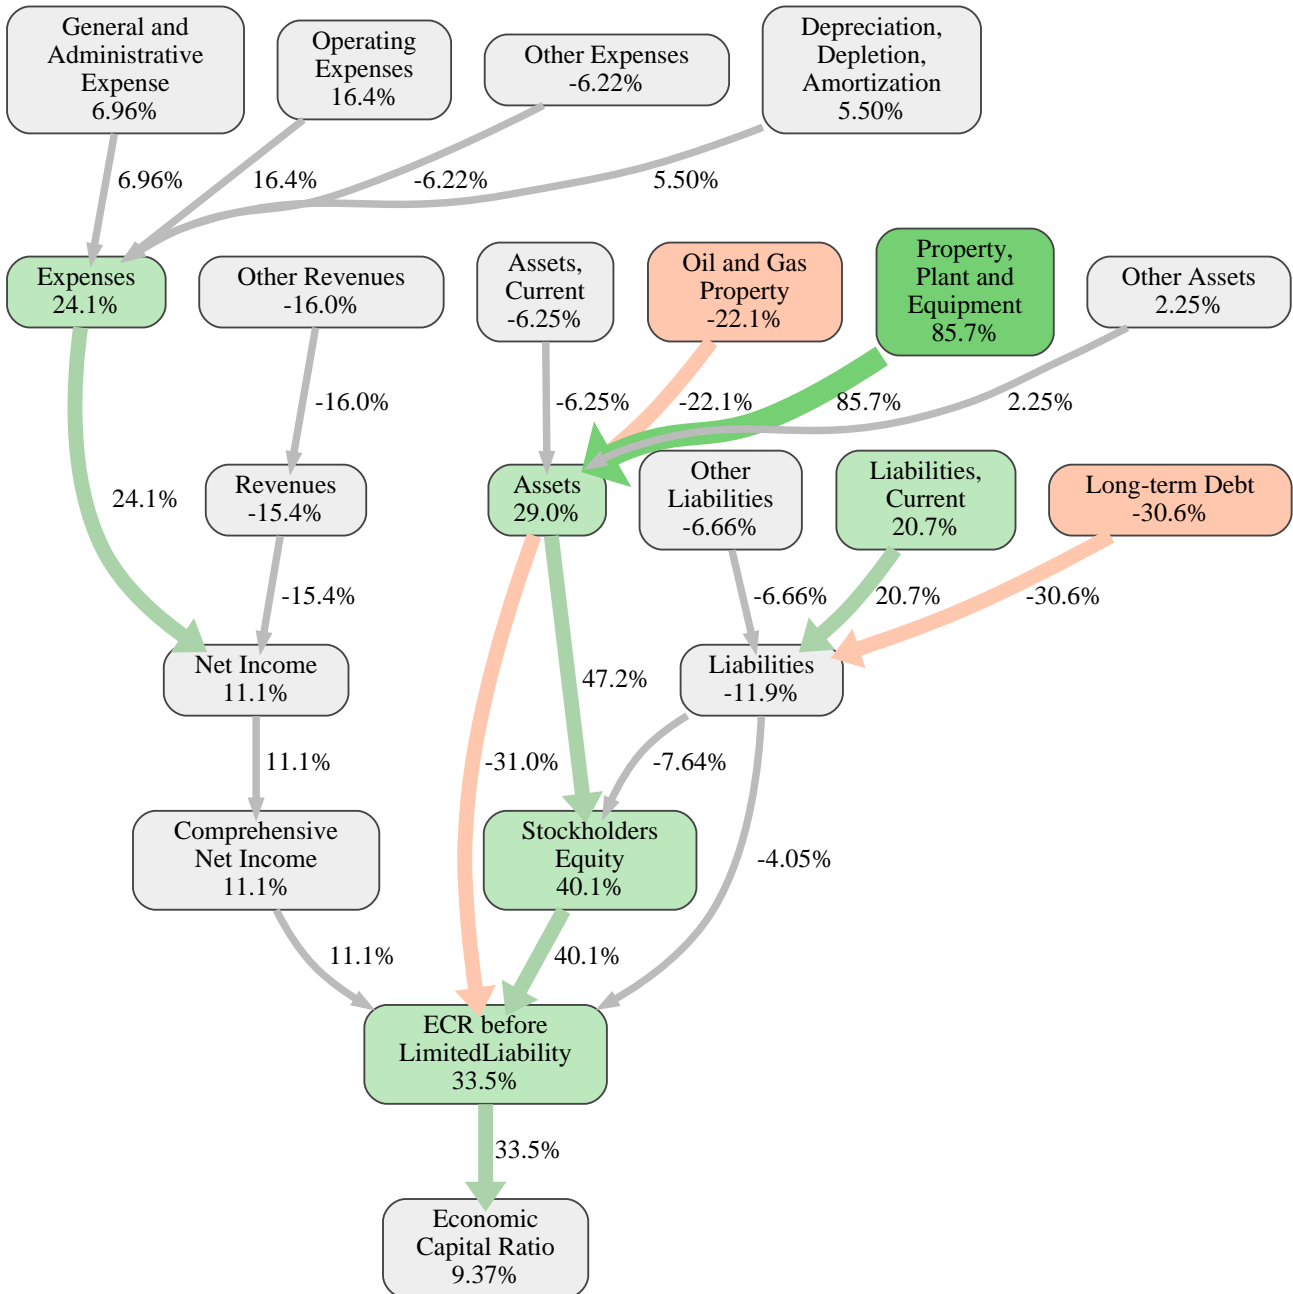 General and
Administrative
Expense
6.96%
Operating
Expenses
16.4%
Other Expenses
-6.22%
Depreciation,
Depletion,
Amortization
5.50%
6.96%
16.4%
-6.22%
5.50%
Expenses
24.1%
Other Revenues
-16.0%
Assets,
Current
-6.25%
Oil and Gas
Property
-22.1%
Property,
Plant and
Equipment
85.7%
Other Assets
2.25%
-16.0%
-6.25%
-22.1%
85.7%
2.25%
24.1%
Revenues
-15.4%
Assets
29.0%
Other
Liabilities
-6.66%
Liabilities,
Current
20.7%
Long-term Debt
-30.6%
-15.4%
-6.66%
20.7%
-30.6%
Net Income
11.1%
47.2%
Liabilities
-11.9%
11.1%
-31.0%
-7.64%
Comprehensive
Net Income
11.1%
Stockholders
Equity
40.1%
-4.05%
11.1%
40.1%
ECR before
LimitedLiability
33.5%
33.5%
Economic
Capital Ratio
9.37%